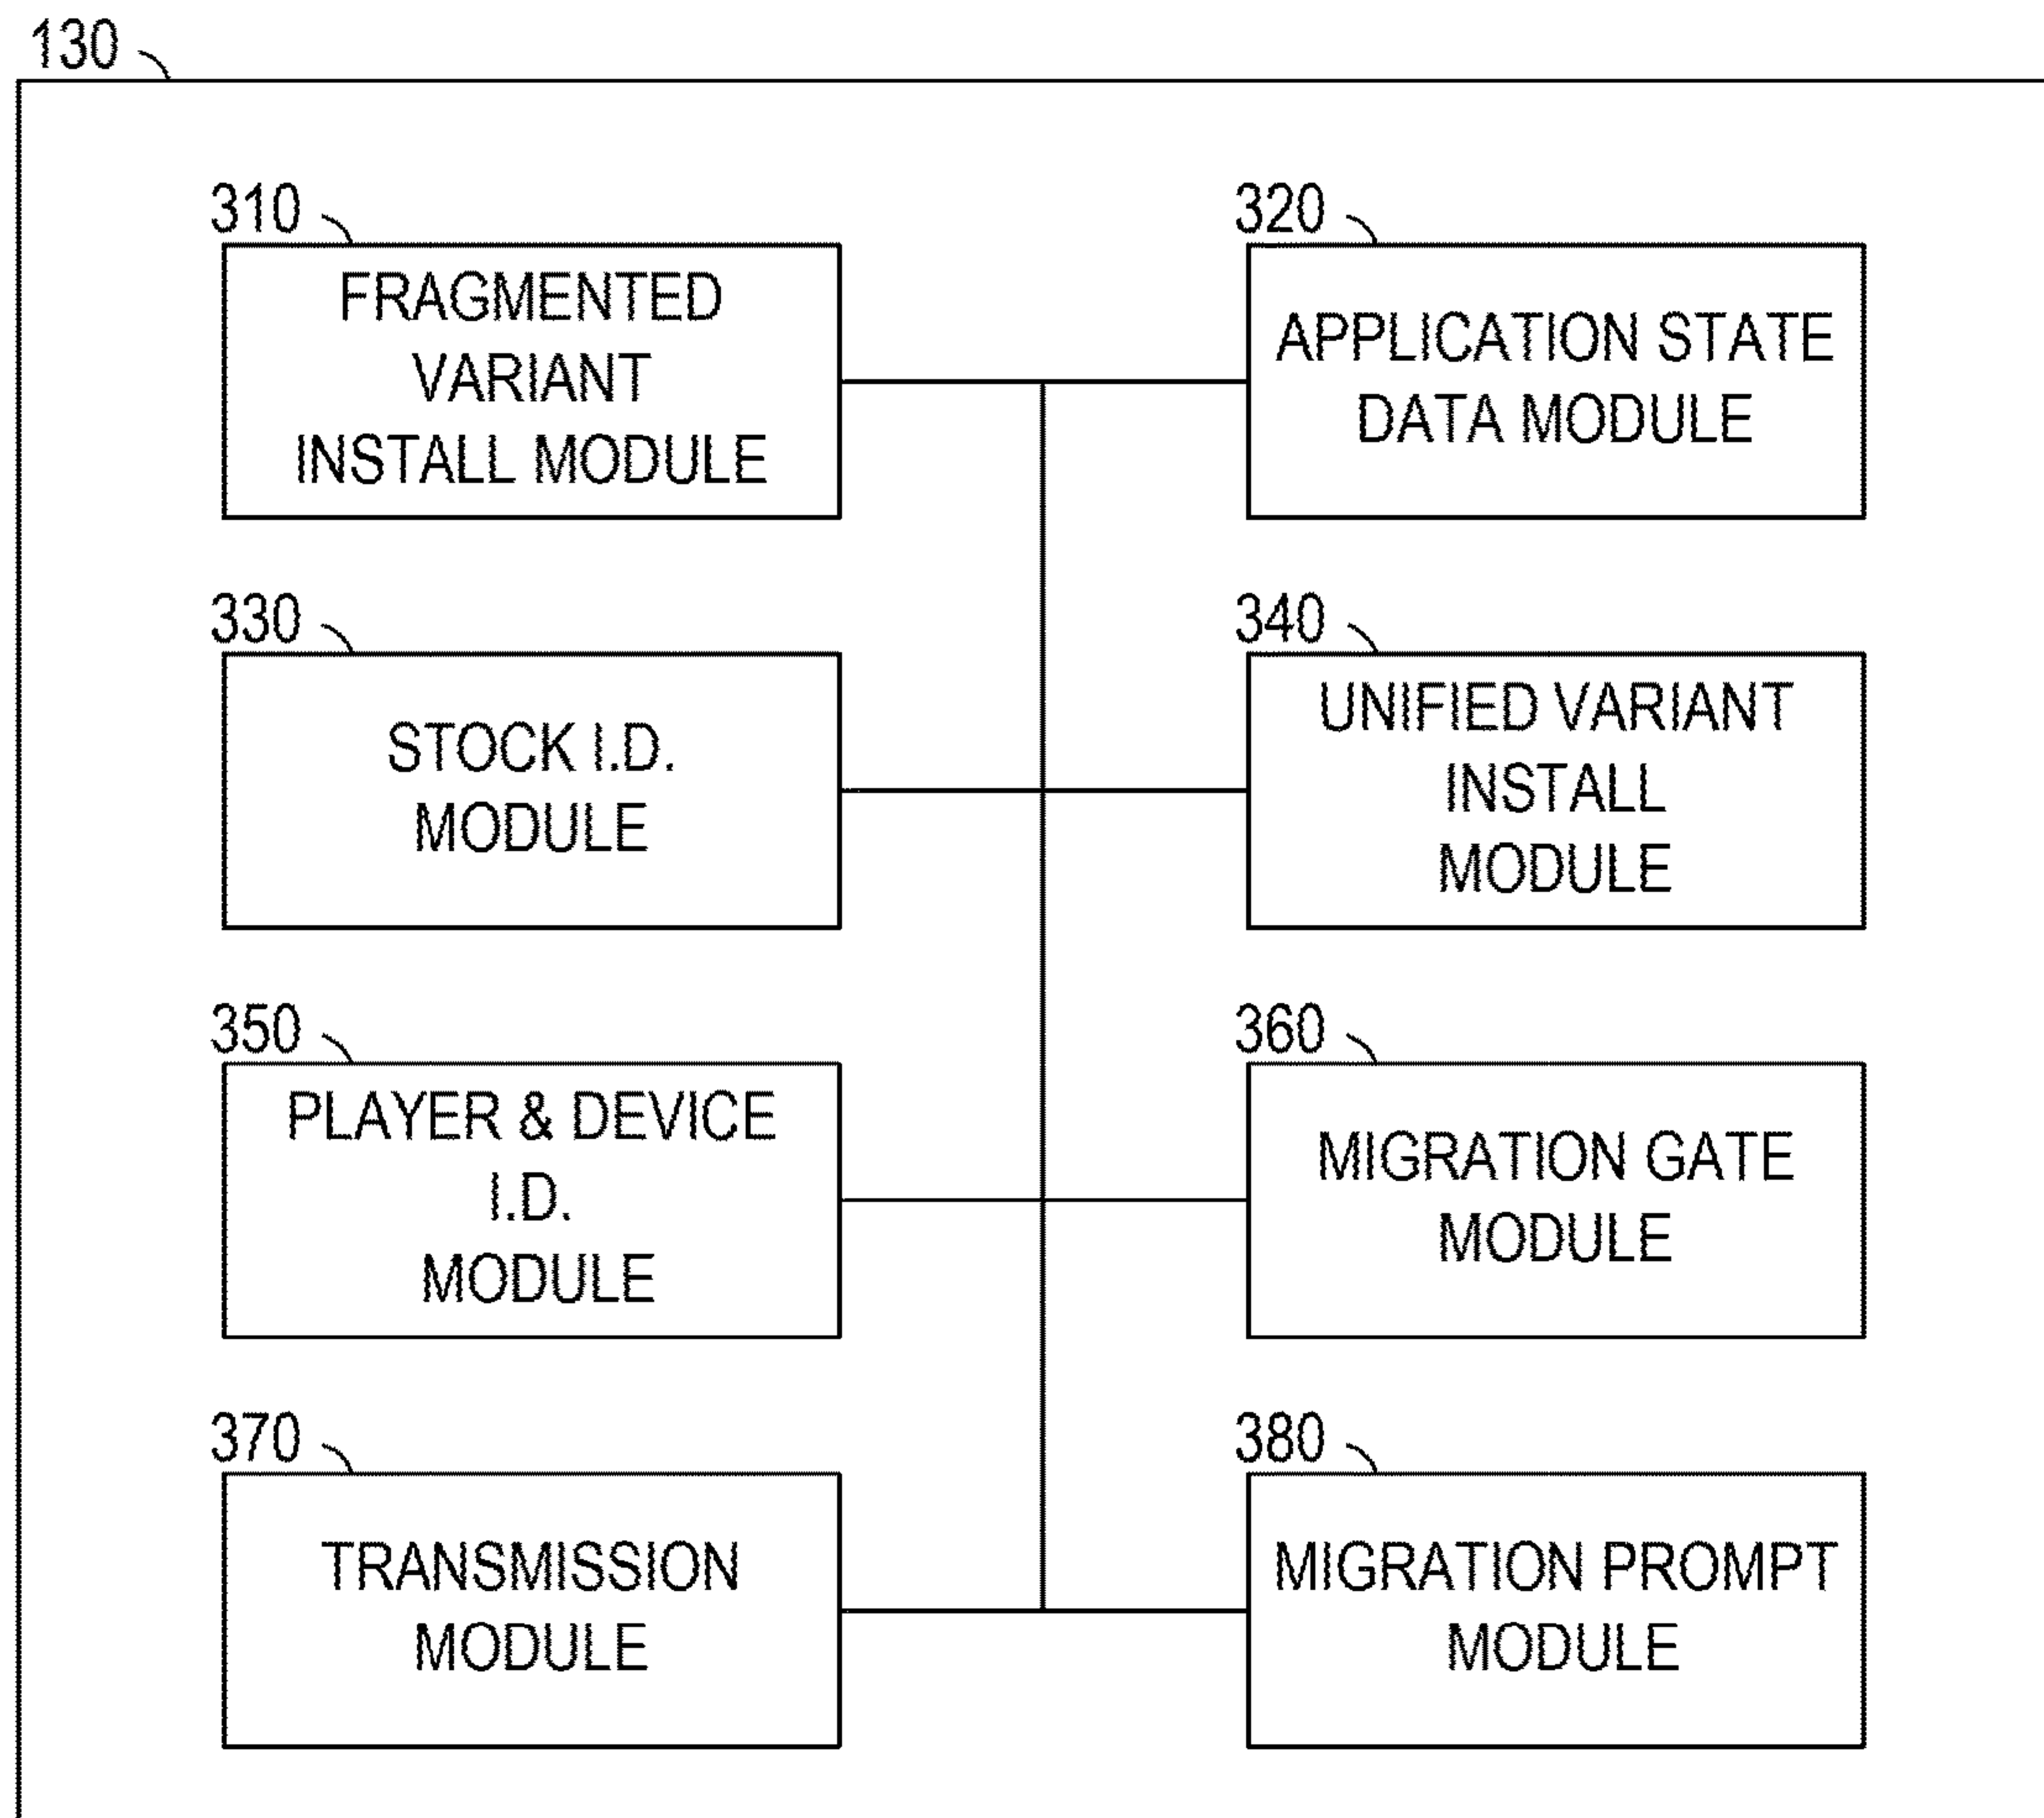 130
310
FRAGMENTED
VARIANT
INSTALL MODULE
320
APPLICATION STATE
DATA MODULE
330
STOCK I.D.
MODULE
340
UNIFIED VARIANT
INSTALL
MODULE
350
PLAYER & DEVICE
I.D.
MODULE
360
MIGRATION GATE
MODULE
370
TRANSMISSION
MODULE
380
MIGRATION PROMPT
MODULE